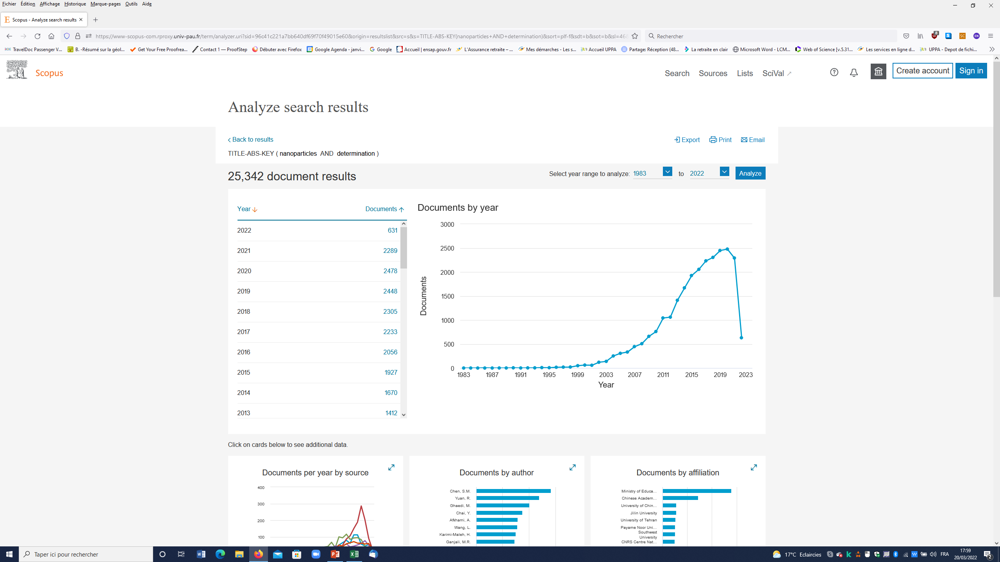 Fichier Édition Affichage Historique Marque-pages Outils Aide
Scopus - Analyze search results
https://www-scopus-com.rproxy.univ-pau.fr/term/analyzer.uri?sid=96c41c221a7bb640df69f70f49015e60&origin=resultslist&src=s&s=TITLE-ABS-KEY(nanoparticles+AND+determination)&sort=plf-f&sdt=b&sot=b&sl=46& Rechercher
TravelDoc Passenger V... B. -Résumé sur la géol... Get Your Free Proofrea... Contact 1 — ProofStep Débuter avec Firefox Google Agenda - janvi... Google Accueil | ensap.gouv.fr L'Assurance retraite – ... Mes démarches - Les s... Accueil UPPA Partage: Réception (48... La retraite en clair Microsoft Word - LCM... Web of Science [v.5.31... Les services en ligne d... UPPA - Depot de fichi...
Scopus Search Sources Lists SciVal Create account Sign in
Analyze search results
Back to results Export Print Email
TITLE-ABS-KEY ( nanoparticles AND determination )
25,342 document results Select year range to analyze: 1983 to 2022 Analyze
Year Documents
2022 631
2021 2289
2020 2478
2019 2448
2018 2305
2017 2233
2016 2056
2015 1927
2014 1670
2013 1412
Documents by year
3000
2500
2000
1500
1000
500
0
Documents
1983 1987 1991 1995 1999 2003 2007 2011 2015 2019 2023
Year
Click on cards below to see additional data.
Documents per year by source
400
300
200
100
Documents by author
Chen, S.M.
Yuan, R.
Ghaedi, M.
Chai, Y.
Afkhami, A.
Wang, L.
Karimi-Maleh, H.
Ganjali, M.R.
Documents by affiliation
Ministry of Educa...
Chinese Academ...
University of Chin...
Jilin University
University of Tehran
Payame Noor Uni...
Southwest
University
CNRS Centre Nat...
Taper ici pour rechercher 17°C Eclaircies FRA 17:59
20/03/2022 2